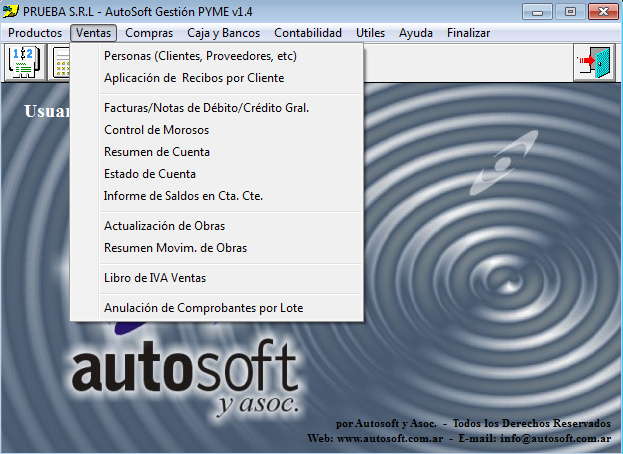 PRUEBA S.R.L - AutoSoft Gestión PYME v1.4
Productos Ventas Compras Caja y Bancos Contabilidad Utiles Ayuda Finalizar
1 2
Personas (Clientes, Proveedores, etc)
Aplicación de Recibos por Cliente
Facturas/Notas de Débito/Crédito Gral.
Control de Morosos
Resumen de Cuenta
Estado de Cuenta
Informe de Saldos en Cta. Cte.
Actualización de Obras
Resumen Movim. de Obras
Libro de IVA Ventas
Anulación de Comprobantes por Lote
autosoft
y asoc.
por Autosoft y Asoc. - Todos los Derechos Reservados
Web: www.autosoft.com.ar - E-mail: info@autosoft.com.ar